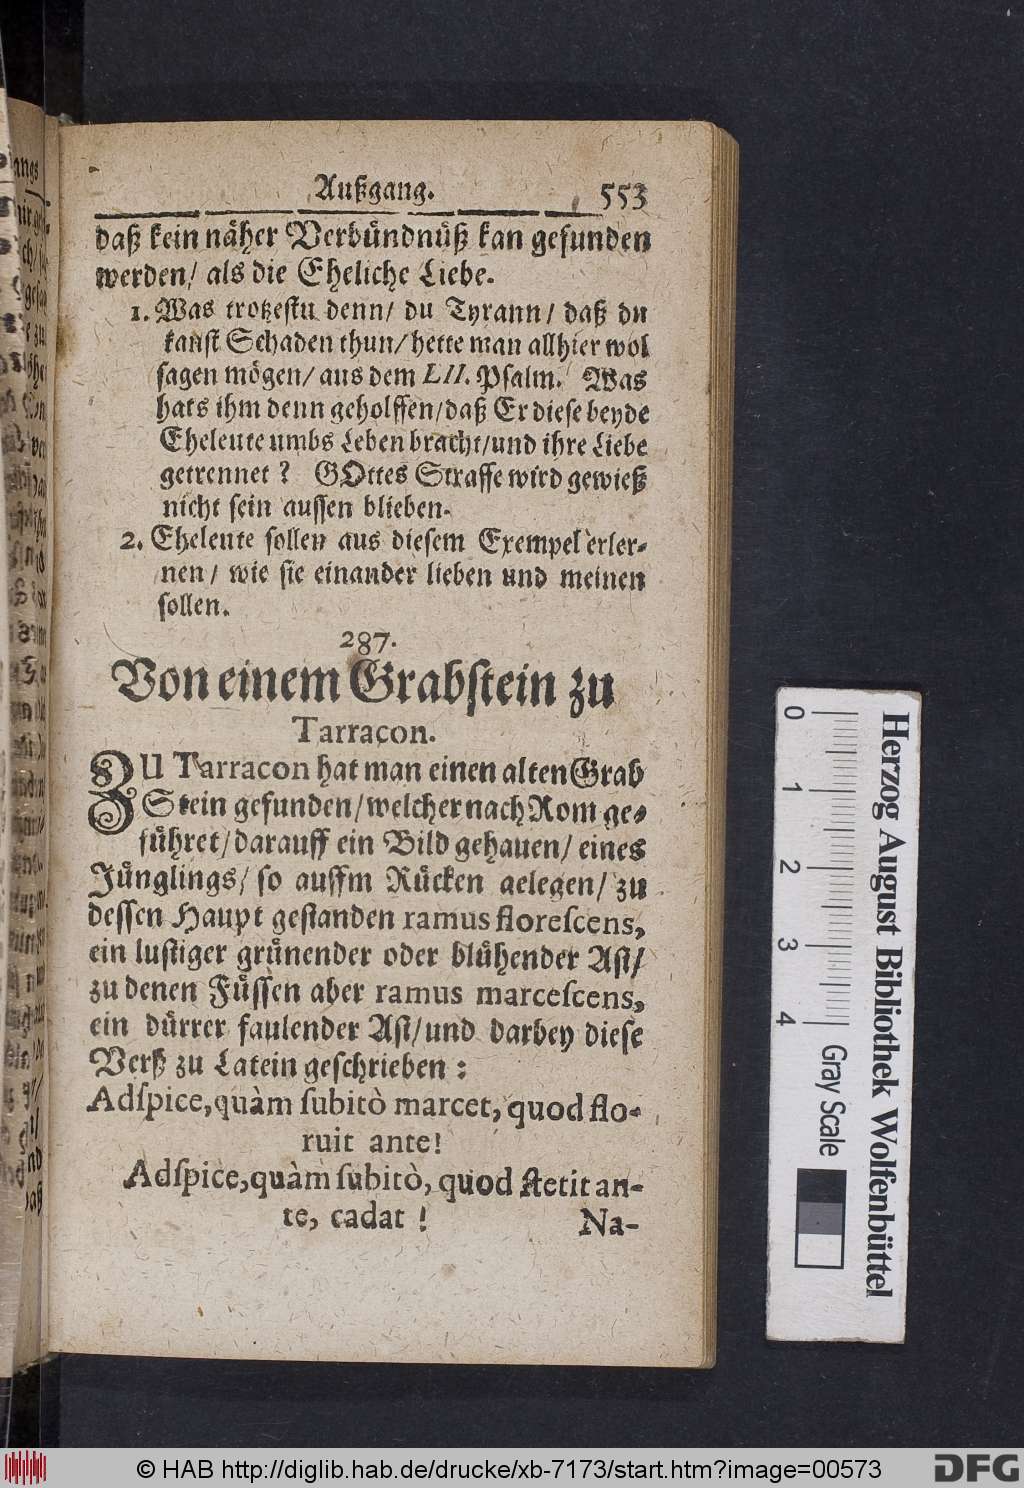 Außgang. 553
daß kein näher Verbündnüß kan gefunden
werden/ als die Eheliche Liebe.
1. Was trotzestu denn/ du Tyrann/ daß du
kanst Schaden thun/ hette man allhier wol
sagen mögen/ aus dem LII. Psalm. Was
hats ihm denn geholffen/ daß Er diese beyde
Eheleute umbs Leben bracht/ und ihre Liebe
getrennet? GOttes Straffe wird gewieß
nicht sein aussen blieben.
2. Eheleute sollen aus diesem Exempel erler-
nen/ wie sie einander lieben und meinen
sollen.
287.
Von einem Grabstein zu
Tarracon.
ZU Tarracon hat man einen alten Grab
Stein gefunden/ welcher nach Rom ge-
führet/ darauff ein Bild gehauen/ eines
Jünglings/ so auffm Rücken gelegen/ zu
dessen Haupt gestanden ramus floreſcens,
ein lustiger grünender oder blühender Ast/
zu denen Füssen aber ramus marceſcens,
ein dürrer faulender Ast/ und darbey diese
Verß zu Latein geschrieben:
Adſpice, quàm ſubitò marcet, quod flo-
ruit ante!
Adſpice, quàm ſubitò, quod ſtetit an-
te, cadat!
Na-
Herzog August Bibliothek Wolfenbüttel
0 1 2 3 4 Gray Scale
© HAB http://diglib.hab.de/drucke/xb-7173/start.htm?image=00573
DFG